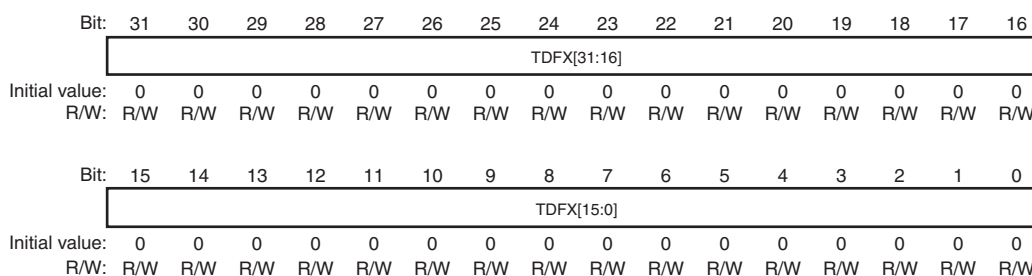 Bit: 31 30 29 28 27 26 25 24 23 22 21 20 19 18 17 16
TDFX[31:16]
Initial value: 0 0 0 0 0 0 0 0 0 0 0 0 0 0 0 0
R/W: R/W R/W R/W R/W R/W R/W R/W R/W R/W R/W R/W R/W R/W R/W R/W R/W
Bit: 15 14 13 12 11 10 9 8 7 6 5 4 3 2 1 0
TDFX[15:0]
Initial value: 0 0 0 0 0 0 0 0 0 0 0 0 0 0 0 0
R/W: R/W R/W R/W R/W R/W R/W R/W R/W R/W R/W R/W R/W R/W R/W R/W R/W